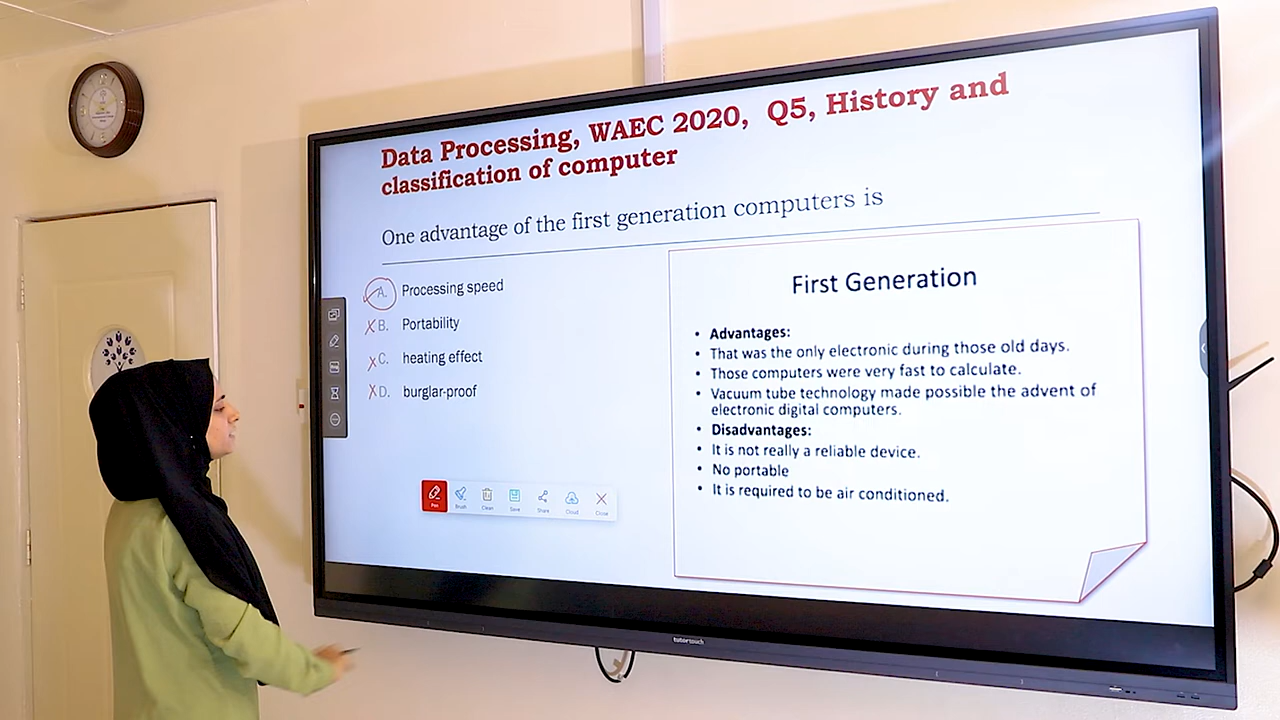 Data Processing, WAEC 2020, Q5, History and
classification of computer
One advantage of the first generation computers is
A. Processing speed
B. Portability
C. heating effect
D. burglar-proof
First Generation
• Advantages:
• That was the only electronic during those old days.
• Those computers were very fast to calculate.
• Vacuum tube technology made possible the advent of
electronic digital computers.
• Disadvantages:
• It is not really a reliable device.
• No portable
• It is required to be air conditioned.
Pen Brush Clean Save Share Cloud Close
tutortouch